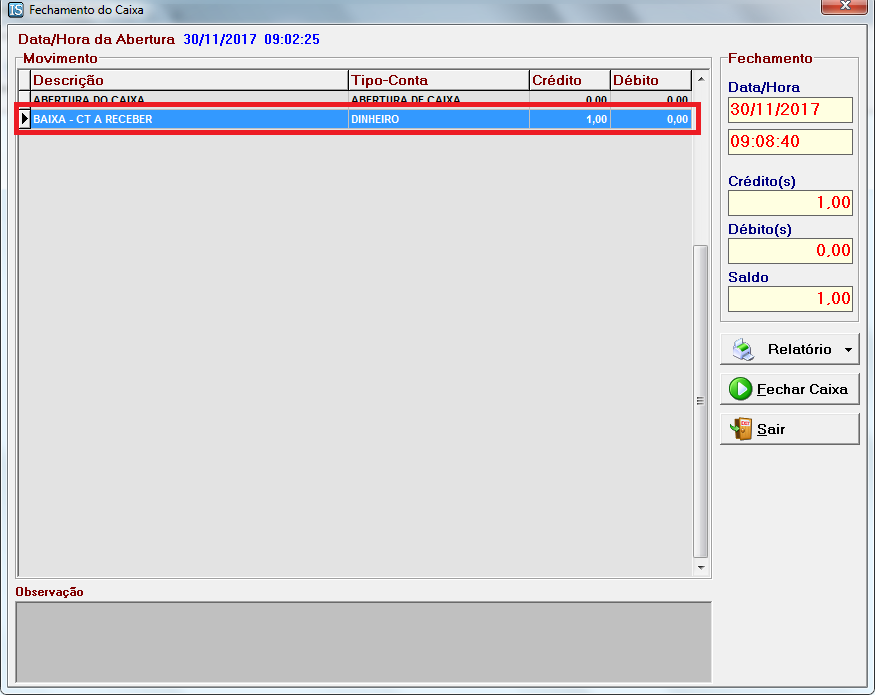 IS Fechamento do Caixa
Data/Hora da Abertura 30/11/2017 09:02:25
Movimento
Descrição Tipo-Conta Crédito Débito
ABERTURA DO CAIXA ABERTURA DE CAIXA 0,00 0,00
BAIXA - CT A RECEBER DINHEIRO 1,00 0,00
Observação
Fechamento
Data/Hora
30/11/2017
09:08:40
Crédito(s)
1,00
Débito(s)
0,00
Saldo
1,00
Relatório
Fechar Caixa
Sair